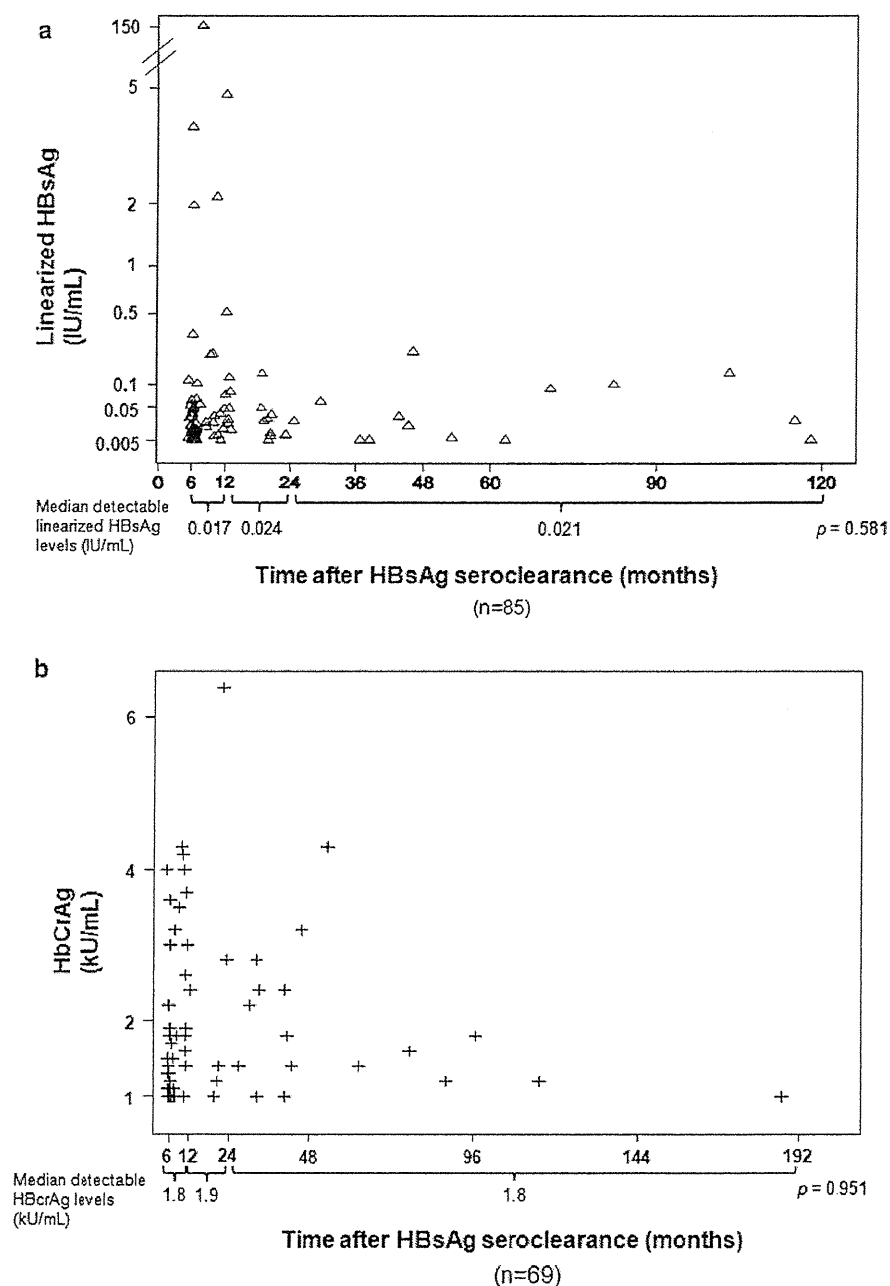 a
150
5
2
1
0.5
0.1
0.05
0.005
Linearized HBsAg
(IU/mL)
0 6 12 24 36 48 60 90 120
Median detectable
linearized HBsAg
levels (IU/mL)
0.017 0.024 0.021 p = 0.581
Time after HBsAg seroclearance (months)
(n=85)
b
6
4
2
1
HbCrAg
(kU/mL)
6 12 24 48 96 144 192
Median detectable
HBcrAg levels
(kU/mL)
1.8 1.9 1.8 p = 0.951
Time after HBsAg seroclearance (months)
(n=69)